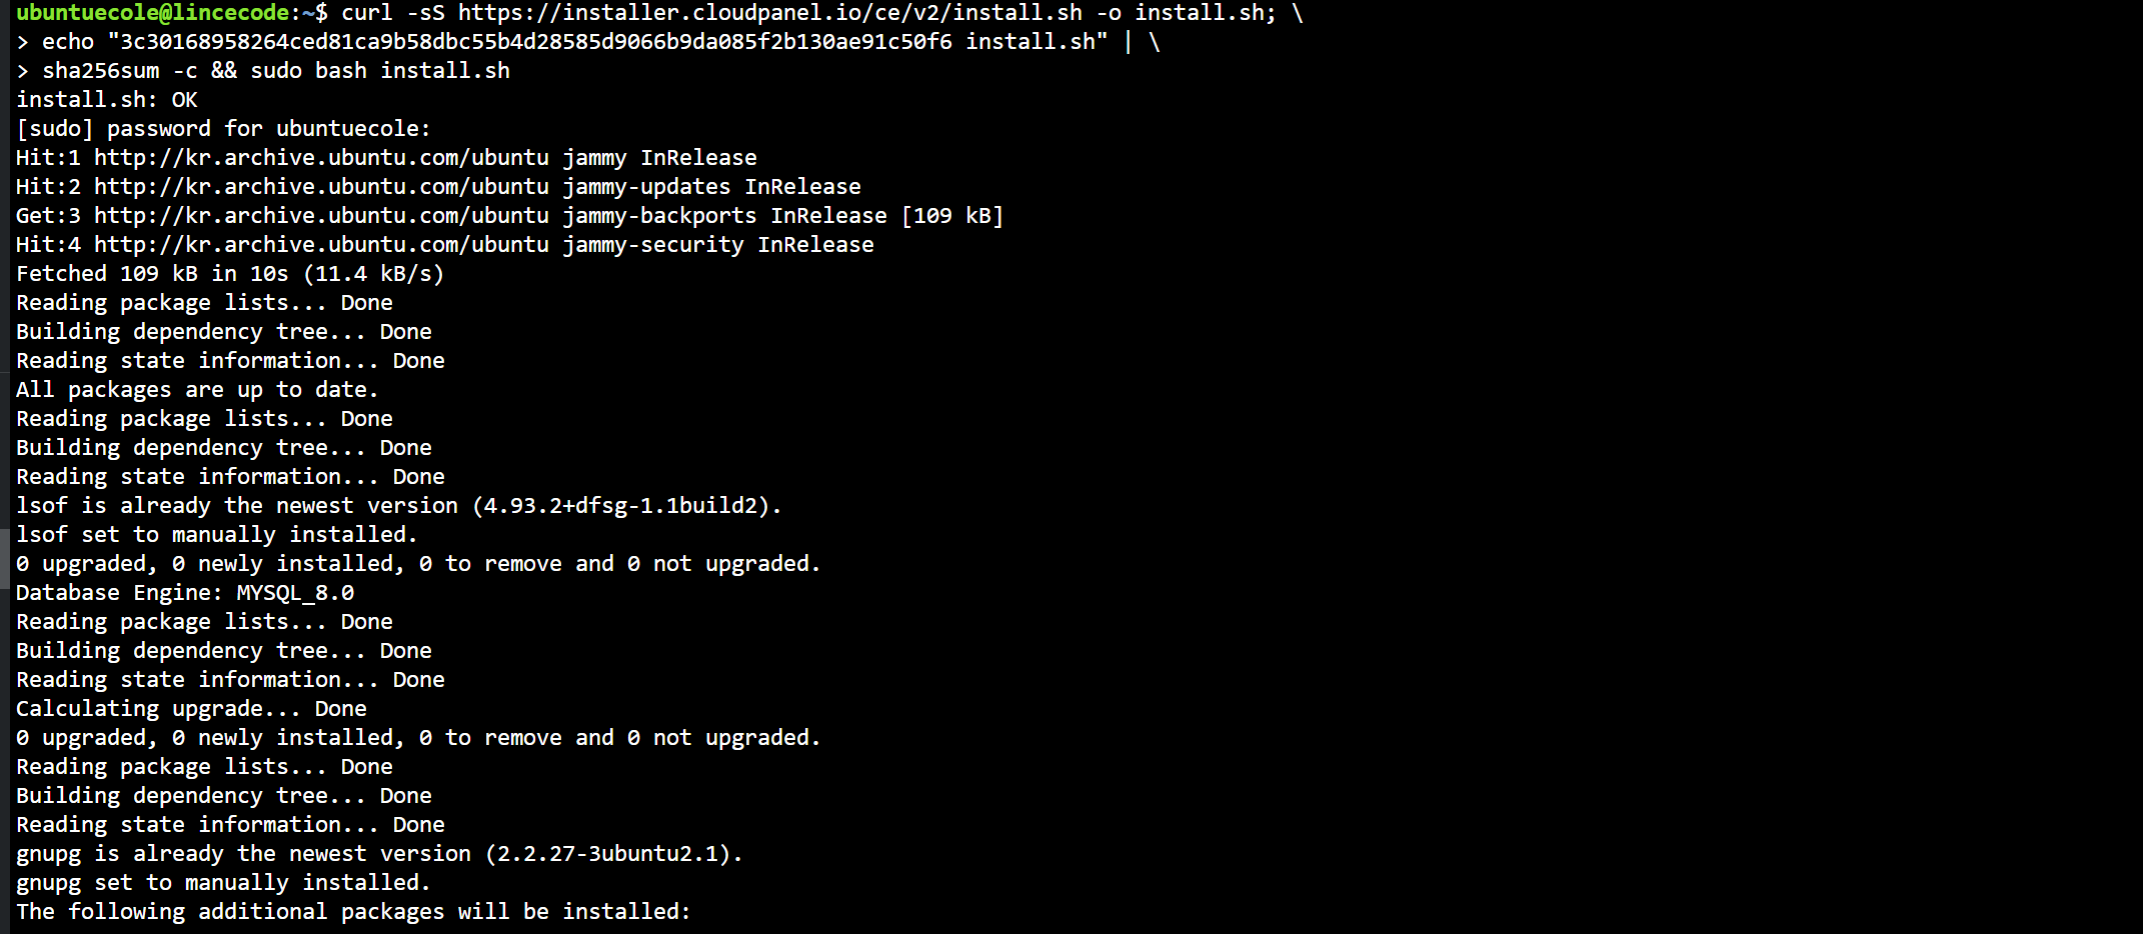 ubuntuecole@lincecode:~$ curl -sS https://installer.cloudpanel.io/ce/v2/install.sh -o install.sh; \
> echo "3c30168958264ced81ca9b58dbc55b4d28585d9066b9da085f2b130ae91c50f6 install.sh" | \
> sha256sum -c && sudo bash install.sh
install.sh: OK
[sudo] password for ubuntuecole:
Hit:1 http://kr.archive.ubuntu.com/ubuntu jammy InRelease
Hit:2 http://kr.archive.ubuntu.com/ubuntu jammy-updates InRelease
Get:3 http://kr.archive.ubuntu.com/ubuntu jammy-backports InRelease [109 kB]
Hit:4 http://kr.archive.ubuntu.com/ubuntu jammy-security InRelease
Fetched 109 kB in 10s (11.4 kB/s)
Reading package lists... Done
Building dependency tree... Done
Reading state information... Done
All packages are up to date.
Reading package lists... Done
Building dependency tree... Done
Reading state information... Done
lsof is already the newest version (4.93.2+dfsg-1.1build2).
lsof set to manually installed.
0 upgraded, 0 newly installed, 0 to remove and 0 not upgraded.
Database Engine: MYSQL_8.0
Reading package lists... Done
Building dependency tree... Done
Reading state information... Done
Calculating upgrade... Done
0 upgraded, 0 newly installed, 0 to remove and 0 not upgraded.
Reading package lists... Done
Building dependency tree... Done
Reading state information... Done
gnupg is already the newest version (2.2.27-3ubuntu2.1).
gnupg set to manually installed.
The following additional packages will be installed: